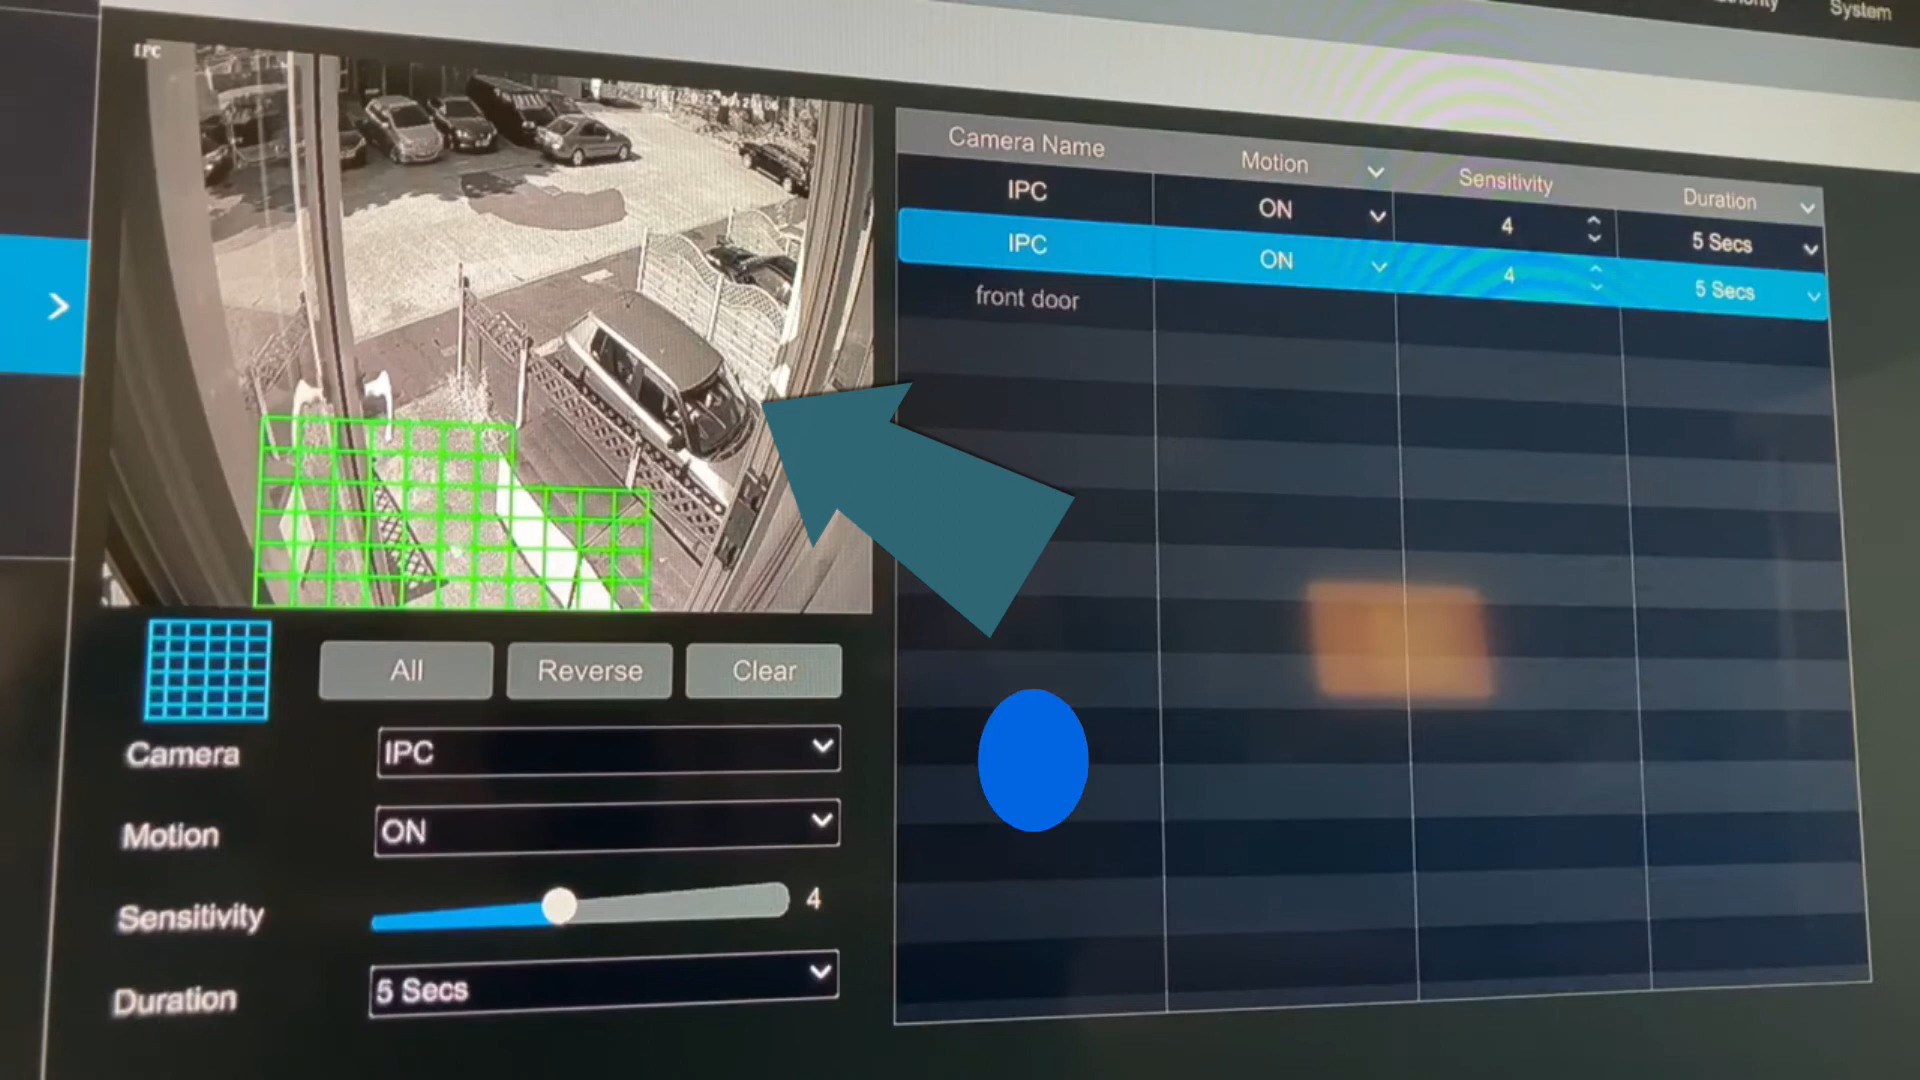 System
IPC
Camera Name Motion Sensitivity Duration
IPC ON 4 5 Secs
IPC ON 4 5 Secs
front door
All Reverse Clear
Camera IPC
Motion ON
Sensitivity 4
Duration 5 Secs